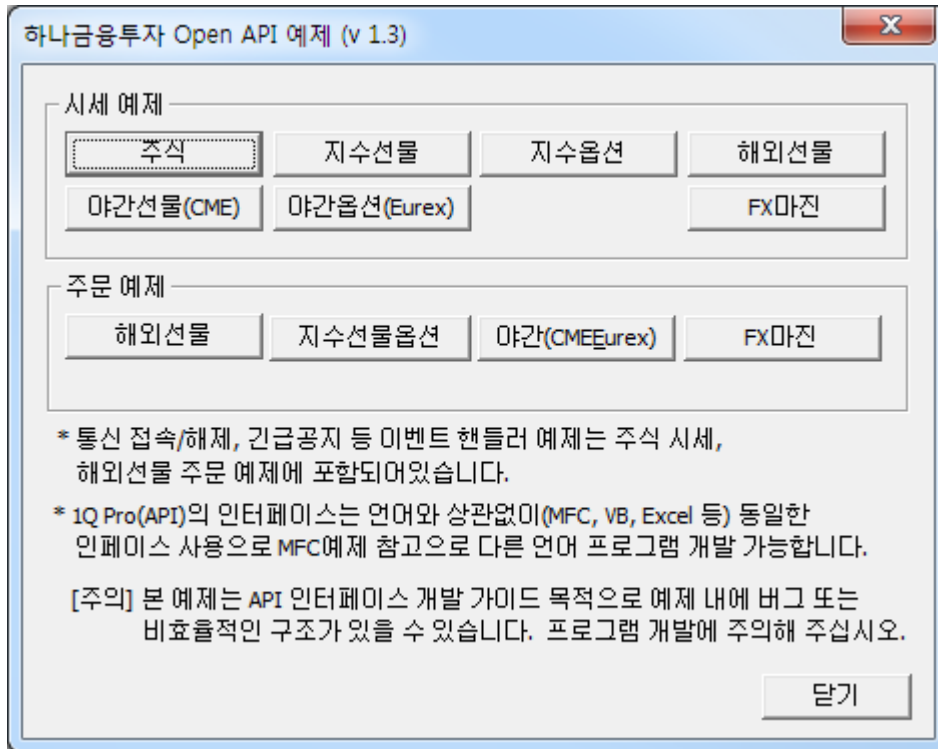 하나금융투자 Open API 예제 (v 1.3)
시세 예제
주식 지수선물 지수옵션 해외선물
야간선물(CME) 야간옵션(Eurex) FX마진
주문 예제
해외선물 지수선물옵션 야간(CMEEurex) FX마진
* 통신 접속/해제, 긴급공지 등 이벤트 핸들러 예제는 주식 시세,
해외선물 주문 예제에 포함되어있습니다.
* 1Q Pro(API)의 인터페이스는 언어와 상관없이(MFC, VB, Excel 등) 동일한
인페이스 사용으로 MFC예제 참고으로 다른 언어 프로그램 개발 가능합니다.
[주의] 본 예제는 API 인터페이스 개발 가이드 목적으로 예제 내에 버그 또는
비효율적인 구조가 있을 수 있습니다. 프로그램 개발에 주의해 주십시오.
닫기